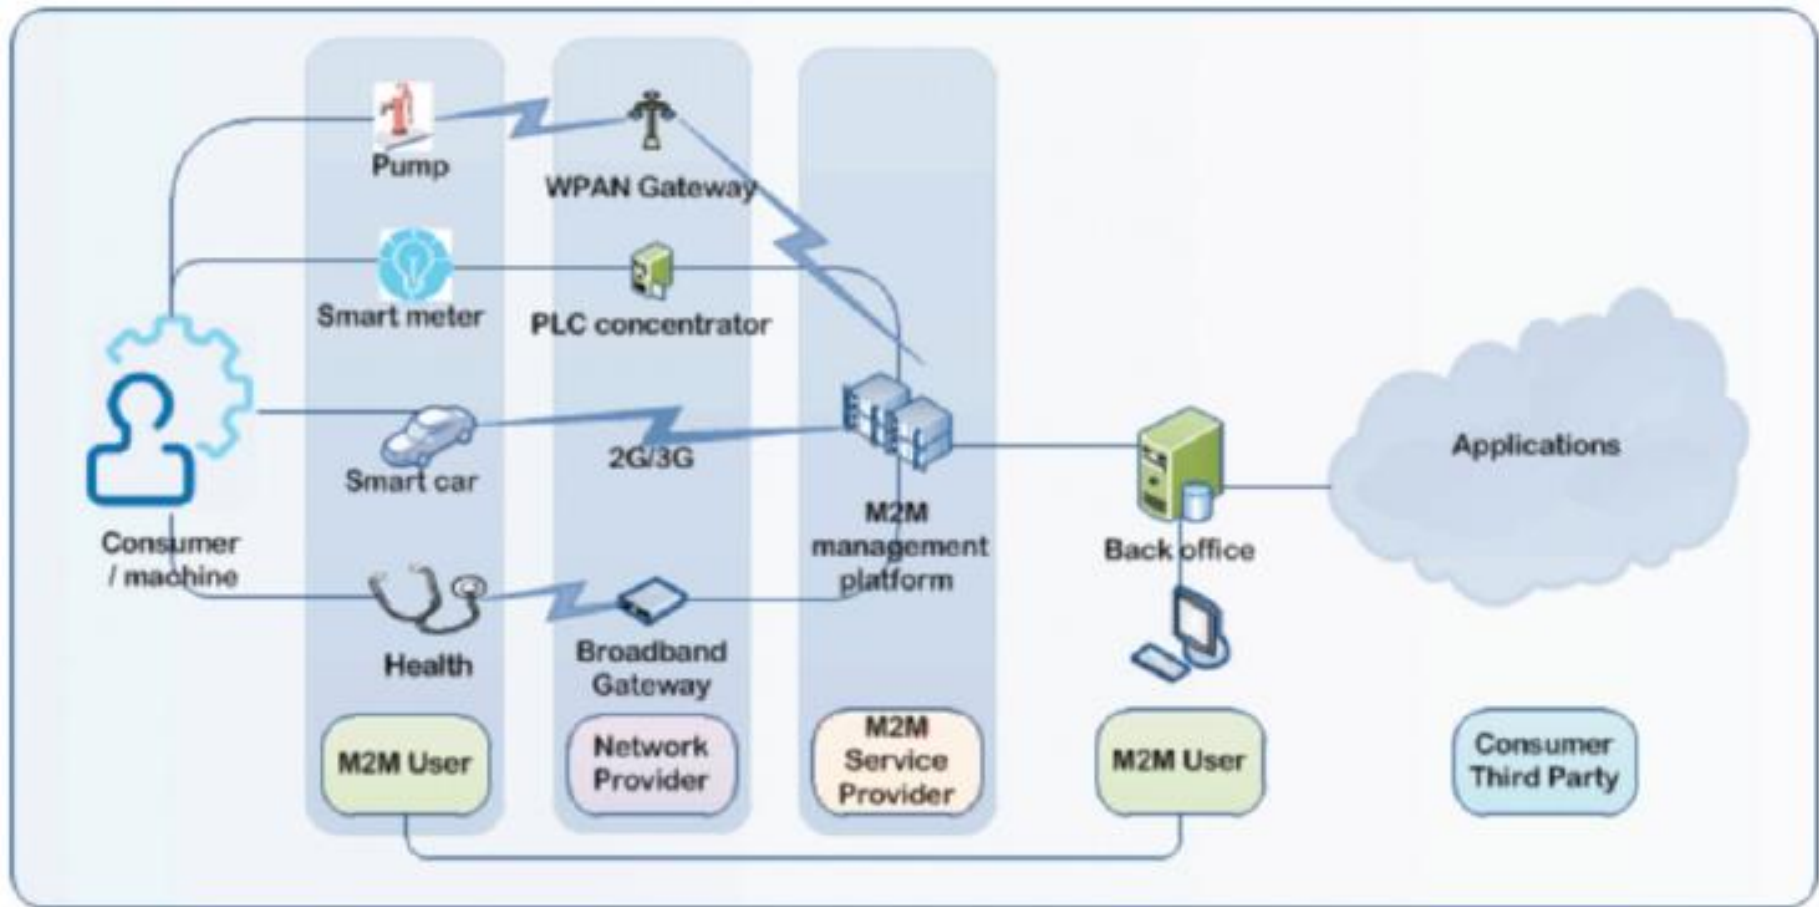 Pump
WPAN Gateway
Smart meter
PLC concentrator
Smart car
2G/3G
Applications
Consumer
/ machine
M2M
management
platform
Back office
Health
Broadband
Gateway
M2M User
Network
Provider
M2M
Service
Provider
M2M User
Consumer
Third Party